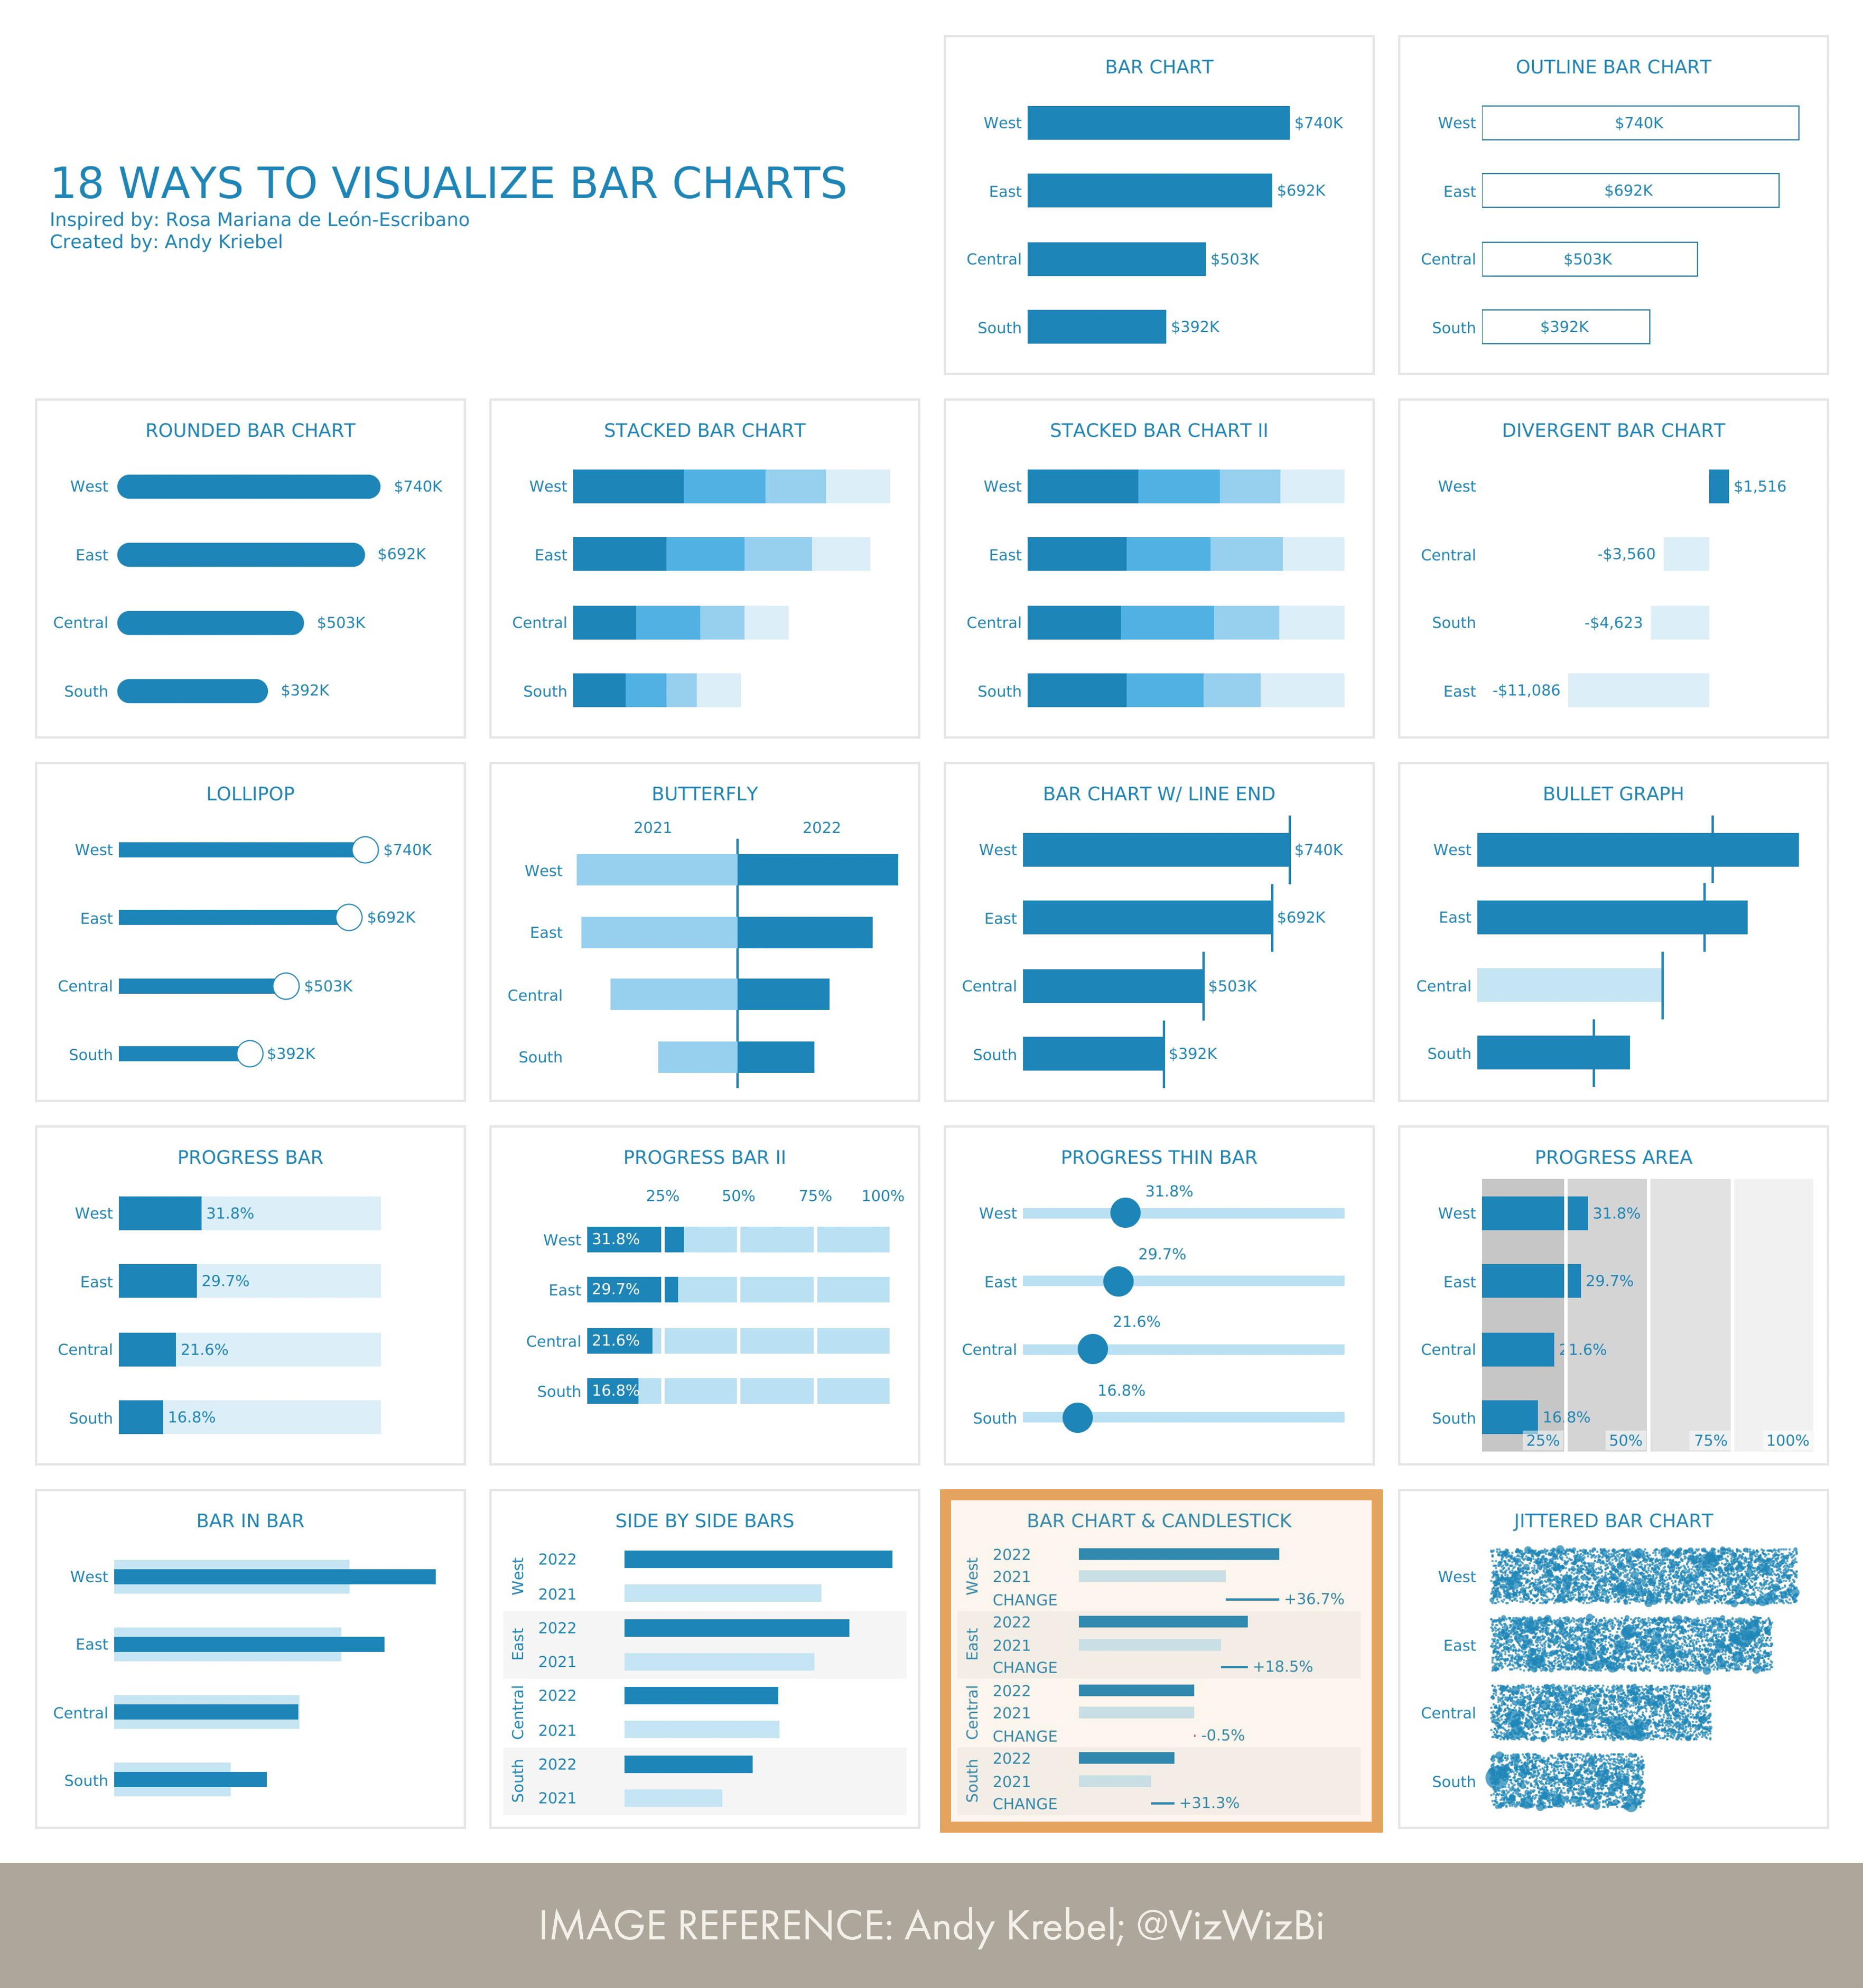 BAR CHART
West
$740K
East
$692K
Central
$503K
South
$392K
OUTLINE BAR CHART
West
$740K
East
$692K
Central
$503K
South
$392K
18 WAYS TO VISUALIZE BAR CHARTS
Inspired by: Rosa Mariana de León-Escribano
Created by: Andy Kriebel
ROUNDED BAR CHART
West
$740K
East
$692K
Central
$503K
South
$392K
STACKED BAR CHART
West
East
Central
South
STACKED BAR CHART II
West
East
Central
South
DIVERGENT BAR CHART
West
$1,516
Central
-$3,560
South
-$4,623
East
-$11,086
LOLLIPOP
West
$740K
East
$692K
Central
$503K
South
$392K
BUTTERFLY
2021
2022
West
East
Central
South
BAR CHART W/ LINE END
West
$740K
East
$692K
Central
$503K
South
$392K
BULLET GRAPH
West
East
Central
South
PROGRESS BAR
West
31.8%
East
29.7%
Central
21.6%
South
16.8%
PROGRESS BAR II
25%
50%
75%
100%
West
31.8%
East
29.7%
Central
21.6%
South
16.8%
PROGRESS THIN BAR
31.8%
West
29.7%
East
21.6%
Central
16.8%
South
PROGRESS AREA
West
31.8%
East
29.7%
Central
21.6%
South
16.8%
25%
50%
75%
100%
BAR IN BAR
West
East
Central
South
SIDE BY SIDE BARS
West
2022
2021
East
2022
2021
Central
2022
2021
South
2022
2021
BAR CHART & CANDLESTICK
West
2022
2021
CHANGE
+36.7%
East
2022
2021
CHANGE
+18.5%
Central
2022
2021
CHANGE
-0.5%
South
2022
2021
CHANGE
+31.3%
JITTERED BAR CHART
West
East
Central
South
IMAGE REFERENCE: Andy Krebel; @VizWizBi